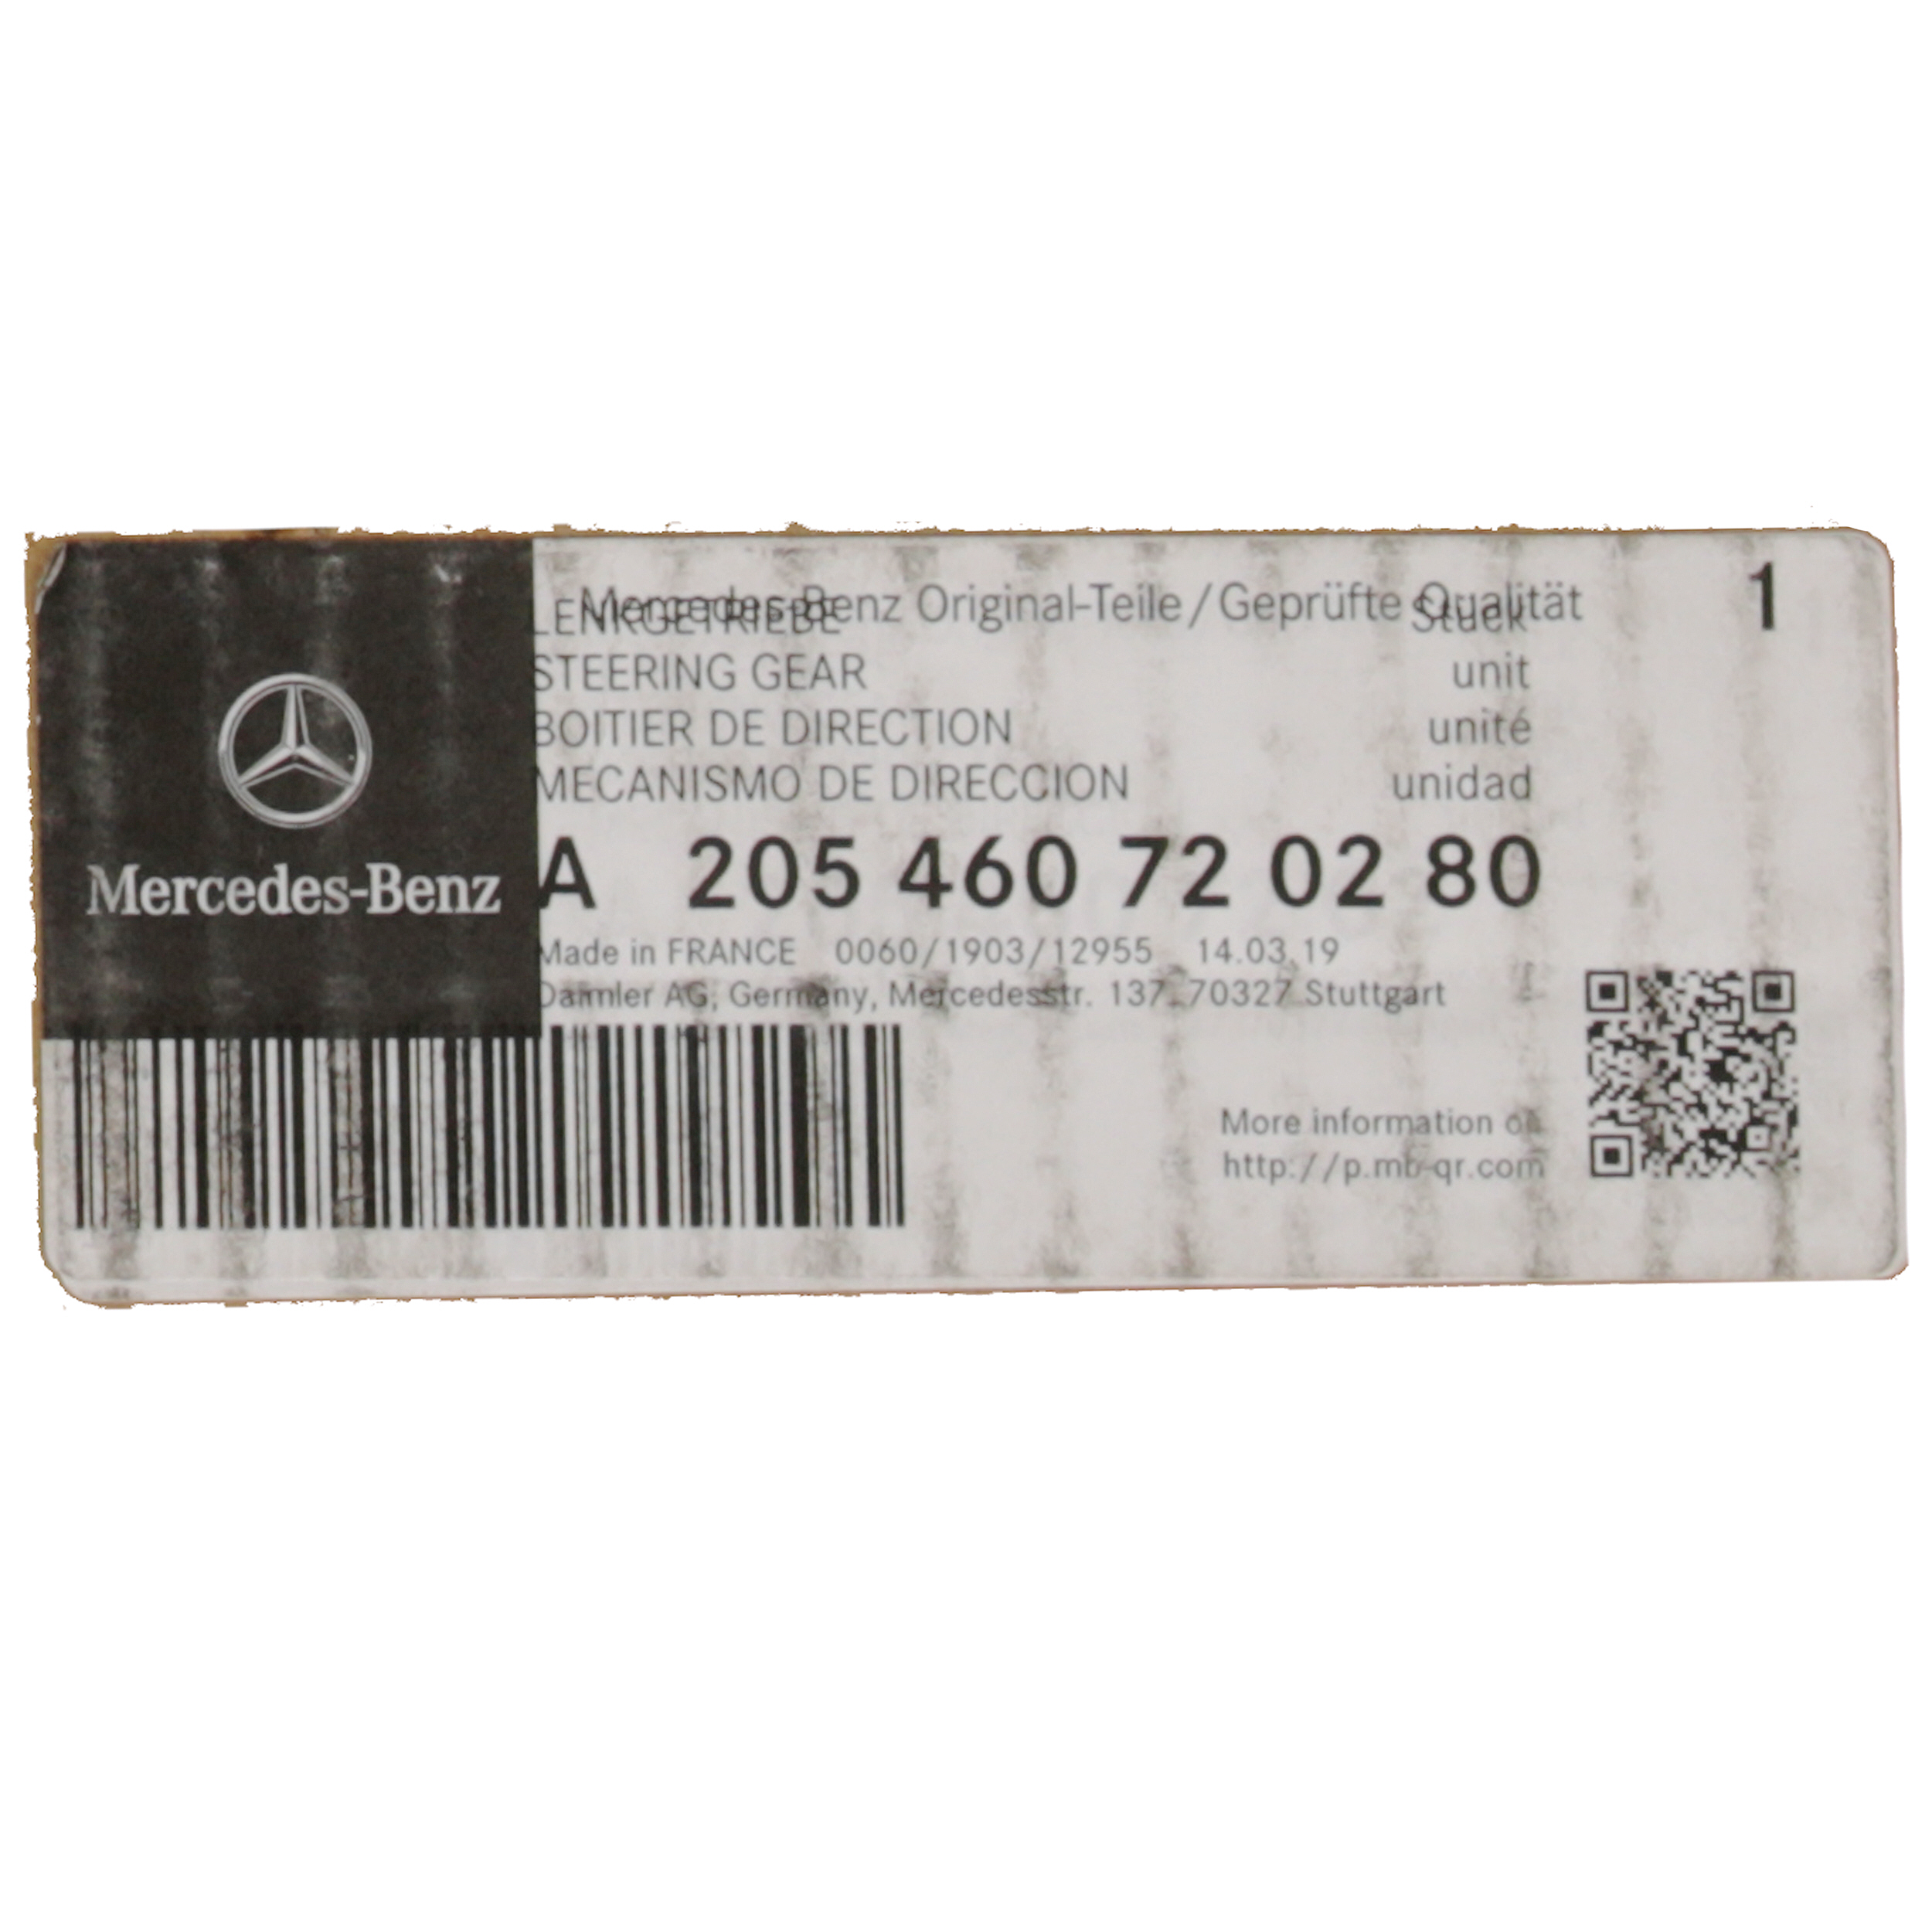 Mercedes-Benz Original-Teile/Geprüfte Qualität 1
LENKGETRIEBE Stück
STEERING GEAR unit
BOITIER DE DIRECTION unité
MECANISMO DE DIRECCION unidad
Mercedes-Benz
A 205 460 72 02 80
Made in FRANCE 0060/1903/12955 14.03.19
Daimler AG, Germany, Mercedesstr. 137, 70327 Stuttgart
More information on
http://p.mb-qr.com